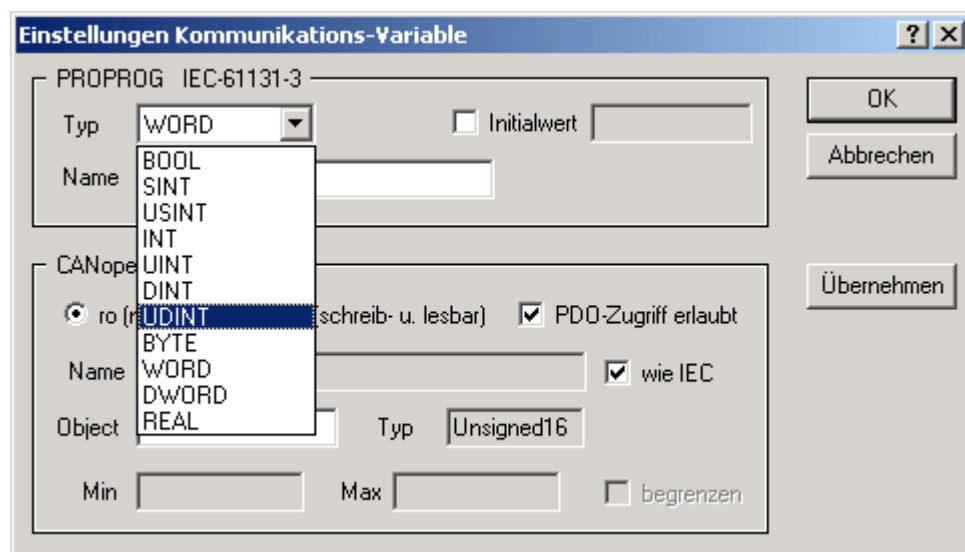 Einstellungen Kommunikations-Variable
PROPROG IEC-61131-3
Typ WORD Initialwert
OK
Abbrechen
Name
BOOL
SINT
USINT
INT
UINT
DINT
UDINT
BYTE
WORD
DWORD
REAL
Übernehmen
ro schreib- u. lesbar) PDO-Zugriff erlaubt
Name wie IEC
Object Typ Unsigned16
Min Max begrenzen